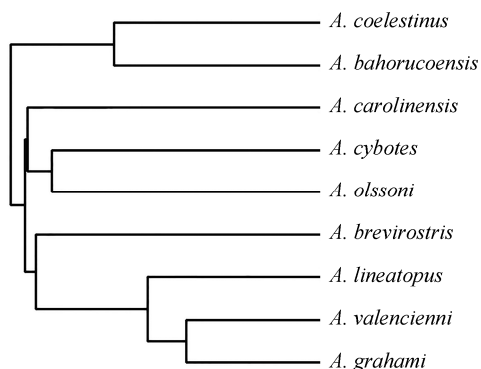 A. coelestinus
A. bahorucoensis
A. carolinensis
A. cybotes
A. olssoni
A. brevirostris
A. lineatopus
A. valencienni
A. grahami